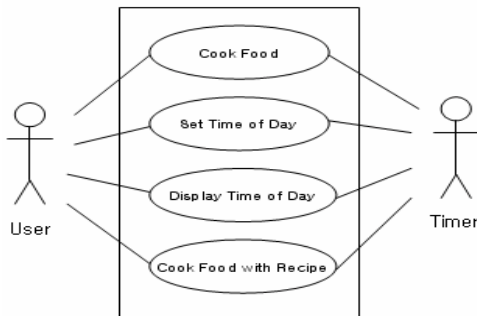 Cook Food
Set Time of Day
Display Time of Day
Cook Food with Recipe
User
Timer